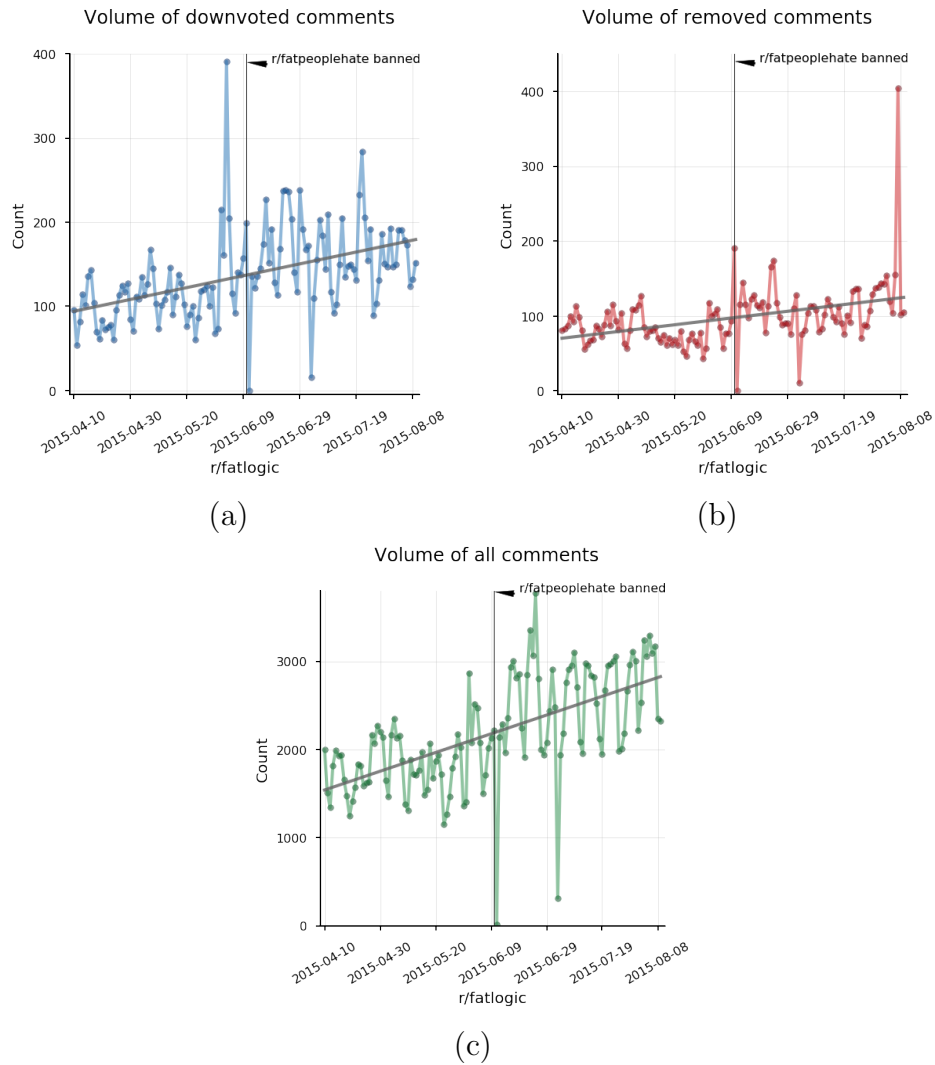 Volume of downvoted comments
r/fatpeoplehate banned
400
300
200
100
0
Count
2015-04-10
2015-04-30
2015-05-20
2015-06-09
2015-06-29
2015-07-19
2015-08-08
r/fatlogic
(a)
Volume of removed comments
r/fatpeoplehate banned
400
300
200
100
0
Count
2015-04-10
2015-04-30
2015-05-20
2015-06-09
2015-06-29
2015-07-19
2015-08-08
r/fatlogic
(b)
Volume of all comments
r/fatpeoplehate banned
3000
2000
1000
0
Count
2015-04-10
2015-04-30
2015-05-20
2015-06-09
2015-06-29
2015-07-19
2015-08-08
r/fatlogic
(c)